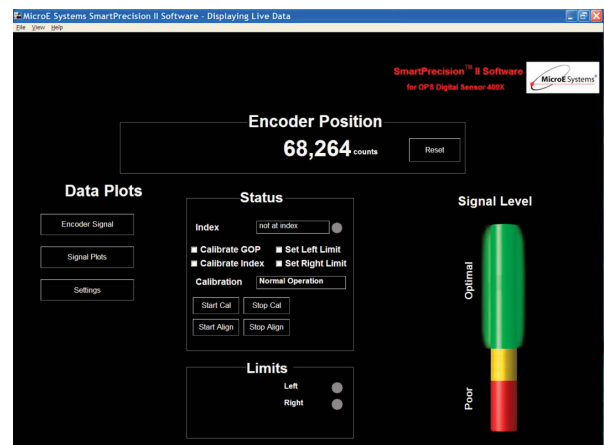 MicroE Systems SmartPrecision II Software - Displaying Live Data
File View Help
SmartPrecision™ II Software
for OPS Digital Sensor 400X
MicroE Systems®
Encoder Position
68,264 counts
Reset
Data Plots
Encoder Signal
Signal Plots
Settings
Status
Index not at index
Calibrate GOP Set Left Limit
Calibrate Index Set Right Limit
Calibration Normal Operation
Start Cal Stop Cal
Start Align Stop Align
Limits
Left
Right
Signal Level
Optimal
Poor